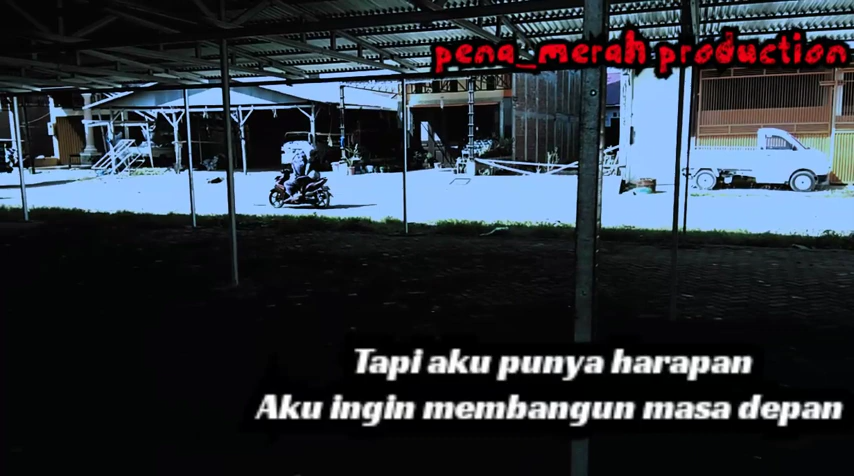 pena_merah production
Tapi aku punya harapan
Aku ingin membangun masa depan